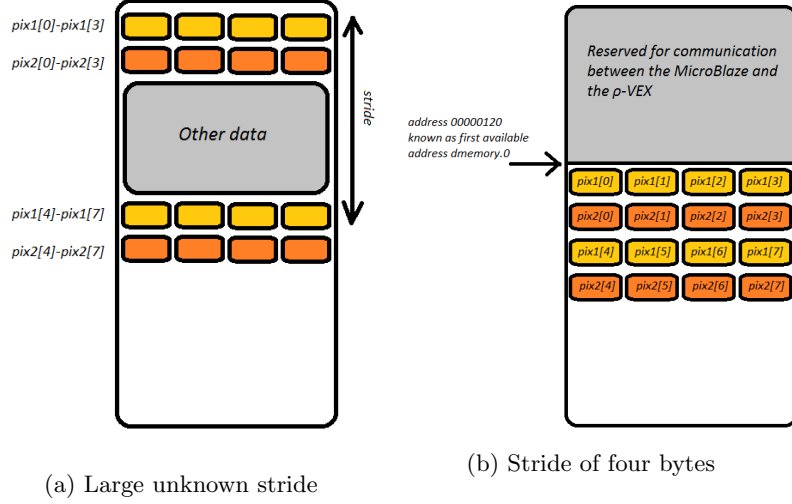 pix1[0]-pix1[3]
pix2[0]-pix2[3]
Other data
stride
pix1[4]-pix1[7]
pix2[4]-pix2[7]
(a) Large unknown stride
Reserved for communication
between the MicroBlaze and
the ρ-VEX
address 00000120
known as first available
address dmemory.0
pix1[0] pix1[1] pix1[2] pix1[3]
pix2[0] pix2[1] pix2[2] pix2[3]
pix1[4] pix1[5] pix1[6] pix1[7]
pix2[4] pix2[5] pix2[6] pix2[7]
(b) Stride of four bytes